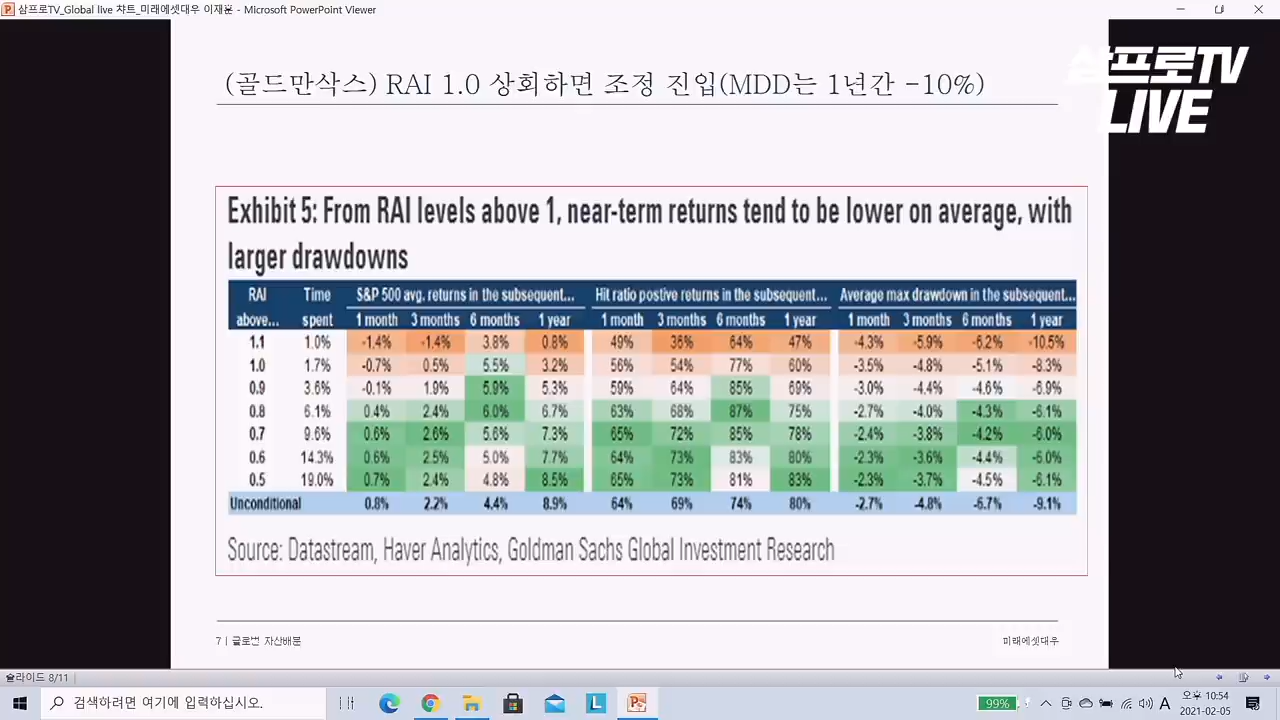 삼프로TV_Global live 챠트_미래에셋대우 이재훈 - Microsoft PowerPoint Viewer
삼프로TV
LIVE
(골드만삭스) RAI 1.0 상회하면 조정 진입(MDD는 1년간 -10%)
Exhibit 5: From RAI levels above 1, near-term returns tend to be lower on average, with
larger drawdowns
RAI Time S&P 500 avg. returns in the subsequent... Hit ratio postive returns in the subsequent... Average max drawdown in the subsequent...
above... spent 1 month 3 months 6 months 1 year 1 month 3 months 6 months 1 year 1 month 3 months 6 months 1 year
1.1 1.0% -1.4% -1.4% 3.8% 0.8% 49% 36% 64% 47% -4.3% -5.9% -6.2% -10.5%
1.0 1.7% -0.7% 0.5% 5.5% 3.2% 56% 54% 77% 60% -3.5% -4.8% -5.1% -8.3%
0.9 3.6% -0.1% 1.9% 5.9% 5.3% 59% 64% 85% 69% -3.0% -4.4% -4.6% -6.9%
0.8 6.1% 0.4% 2.4% 6.0% 6.7% 63% 68% 87% 75% -2.7% -4.0% -4.3% -6.1%
0.7 9.6% 0.6% 2.6% 5.6% 7.3% 65% 72% 85% 78% -2.4% -3.8% -4.2% -6.0%
0.6 14.3% 0.6% 2.5% 5.0% 7.7% 64% 73% 83% 80% -2.3% -3.6% -4.4% -6.0%
0.5 19.0% 0.7% 2.4% 4.8% 8.5% 65% 73% 81% 83% -2.3% -3.7% -4.5% -6.1%
Unconditional 0.8% 2.2% 4.4% 8.9% 64% 69% 74% 80% -2.7% -4.8% -6.7% -9.1%
Source: Datastream, Haver Analytics, Goldman Sachs Global Investment Research
7 | 글로벌 자산배분 미래에셋대우
슬라이드 8/11
검색하려면 여기에 입력하십시오.
99% A 오후 10:54
2021-02-05